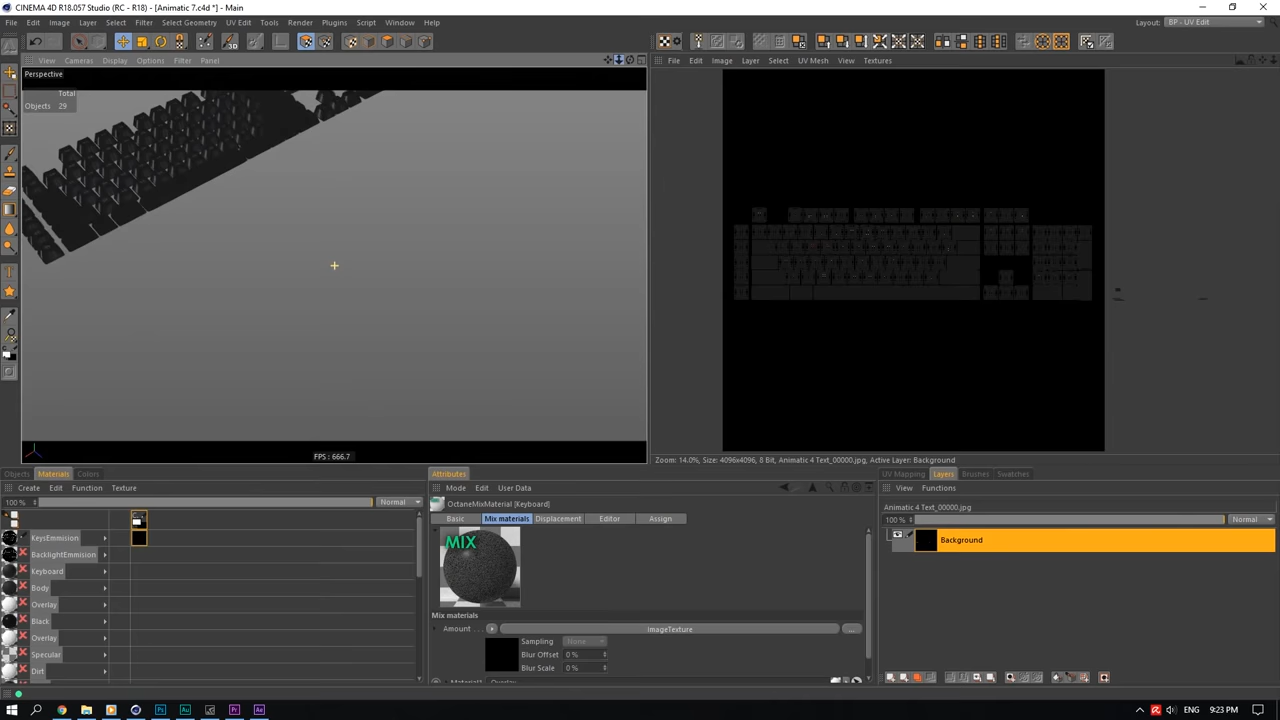 CINEMA 4D R18.057 Studio (RC - R18) - [Animatic 7.c4d *] - Main
File Edit Image Layer Select Select Geometry Filter UV Edit Tools Render Plugins Script Window Help
Layout: BP - UV Edit
View Cameras Display Options Filter Panel
File Edit Image Layer Select UV Mesh View Textures
Perspective
Total
Objects 29
FPS : 666.7
Zoom: 14.0%, Size: 4096x4096, 8 Bit, Animatic 4 Text_00000.jpg, Active Layer: Background
Objects Materials Colors
Attributes
UV Mapping Layers Brushes Swatches
Create Edit Function Texture
Mode Edit User Data
View Functions
100 % Normal
OctaneMixMaterial [Keyboard]
Animatic 4 Text_00000.jpg
Basic Mix materials Displacement Editor Assign
100 % Normal
KeysEmmision
BacklightEmmision
Keyboard
Body
Overlay
Black
Overlay
Specular
Dirt
MIX
Background
Mix materials
Amount ImageTexture ...
Sampling None
Blur Offset 0 %
Blur Scale 0 %
Material1 Overlay
9:23 PM